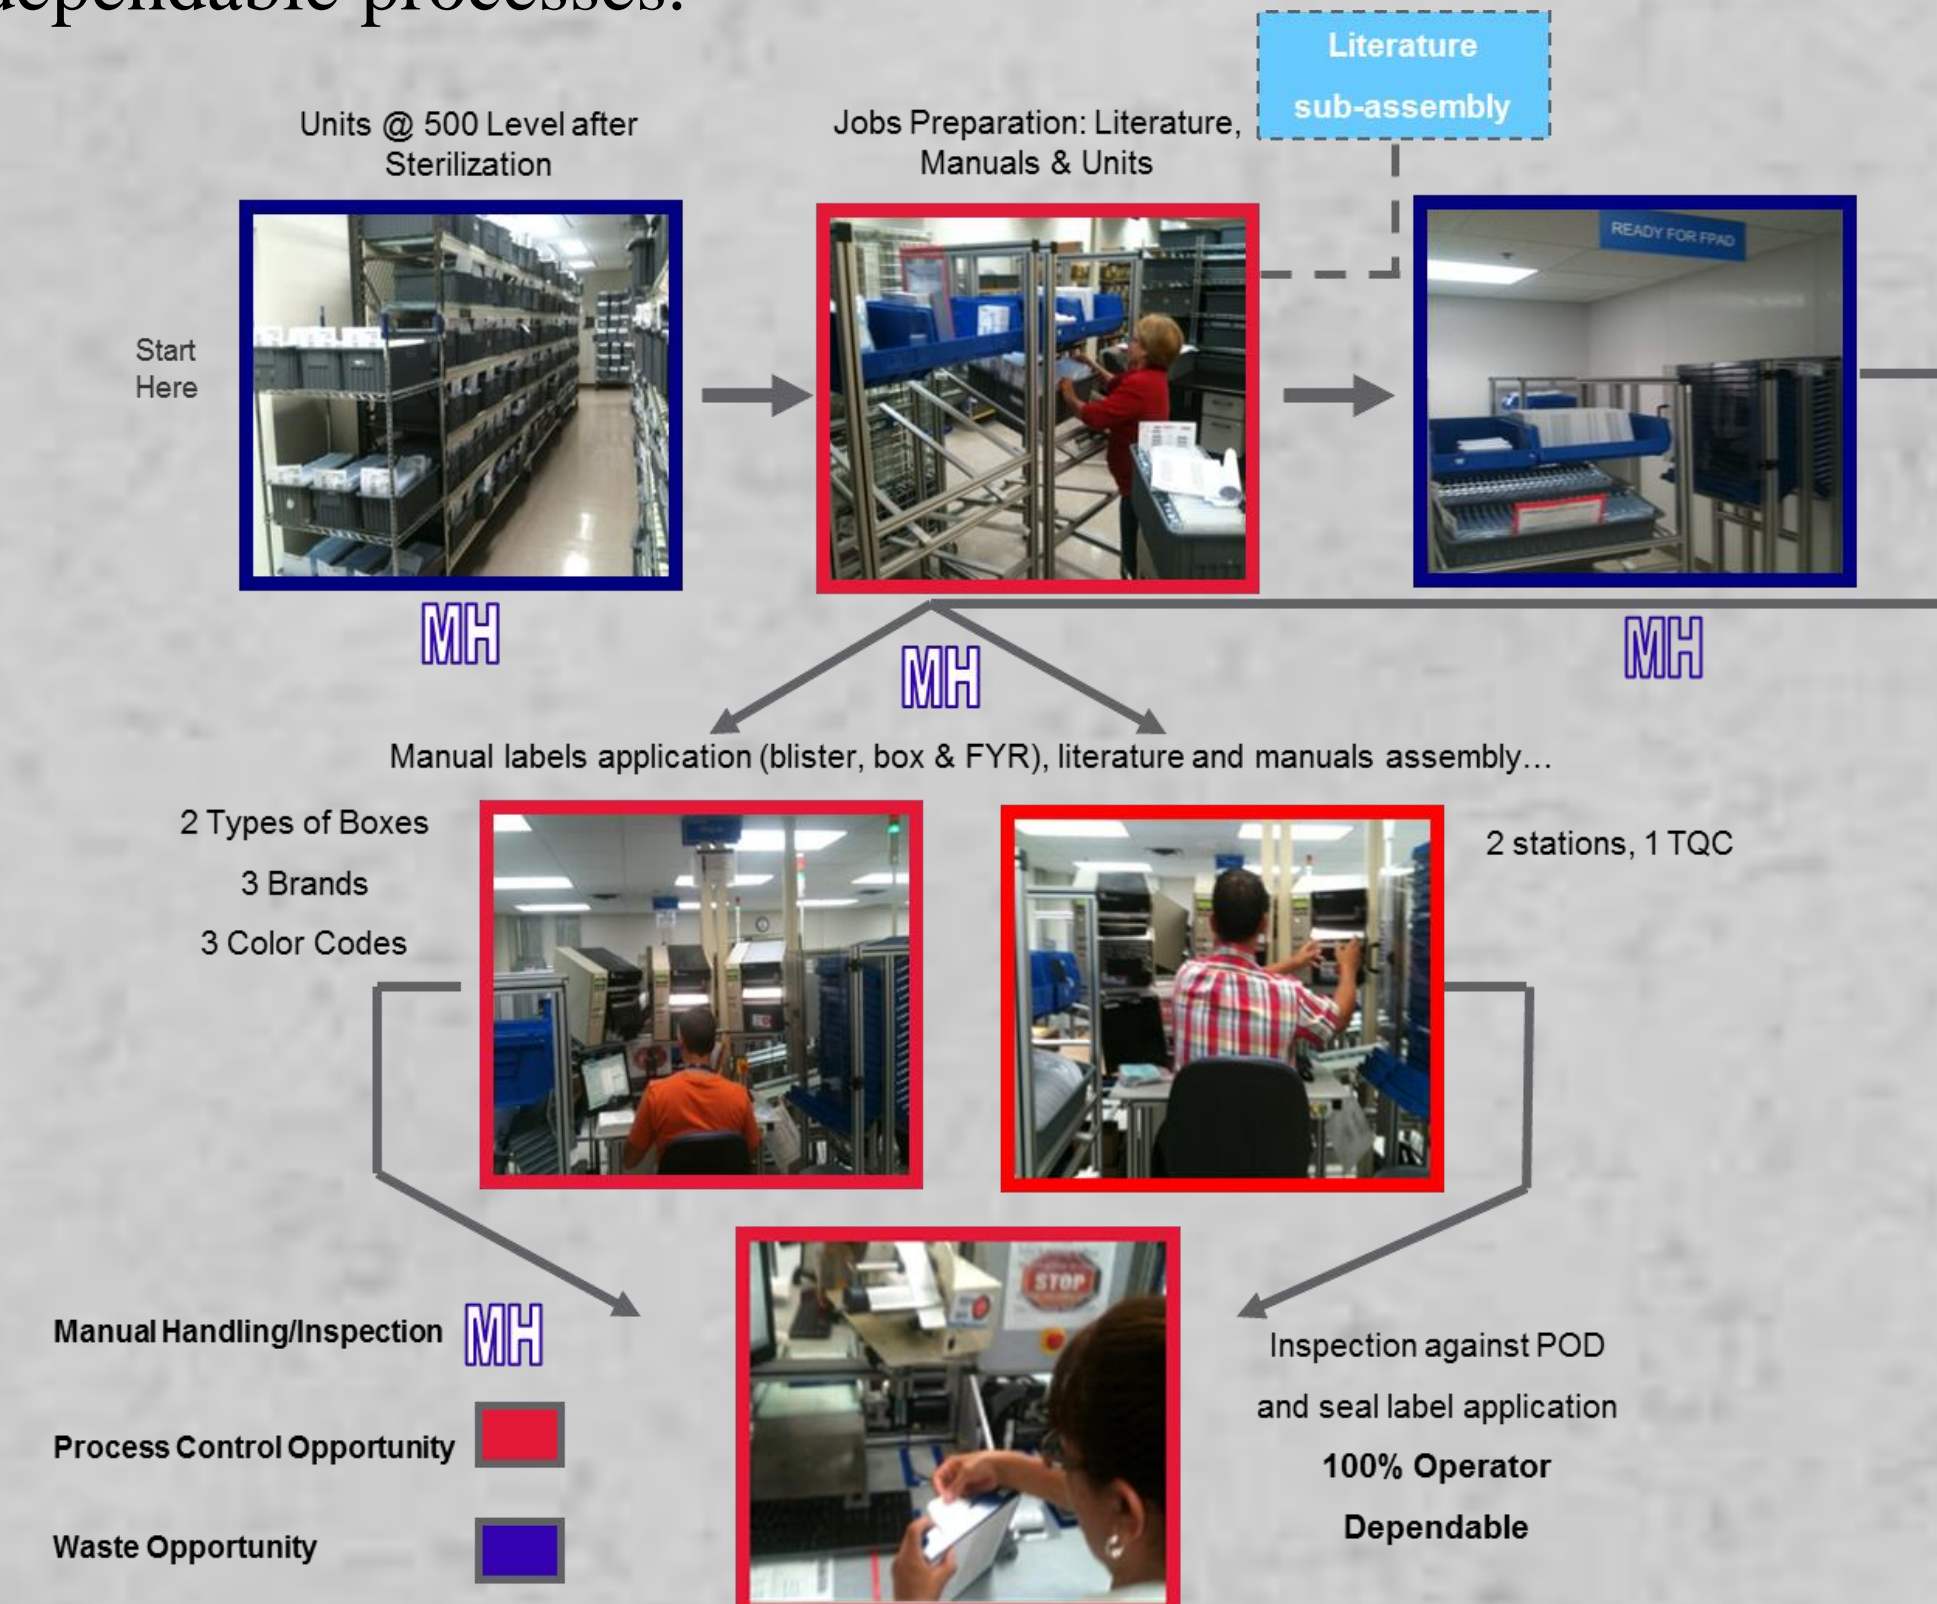 dependable processes.
Literature
sub-assembly
Units @ 500 Level after
Sterilization
Jobs Preparation: Literature,
Manuals & Units
READY FOR FPAD
Start
Here
MH
MH
MH
Manual labels application (blister, box & FYR), literature and manuals assembly…
2 Types of Boxes
3 Brands
3 Color Codes
2 stations, 1 TQC
STOP
Manual Handling/Inspection MH
Process Control Opportunity
Waste Opportunity
Inspection against POD
and seal label application
100% Operator
Dependable